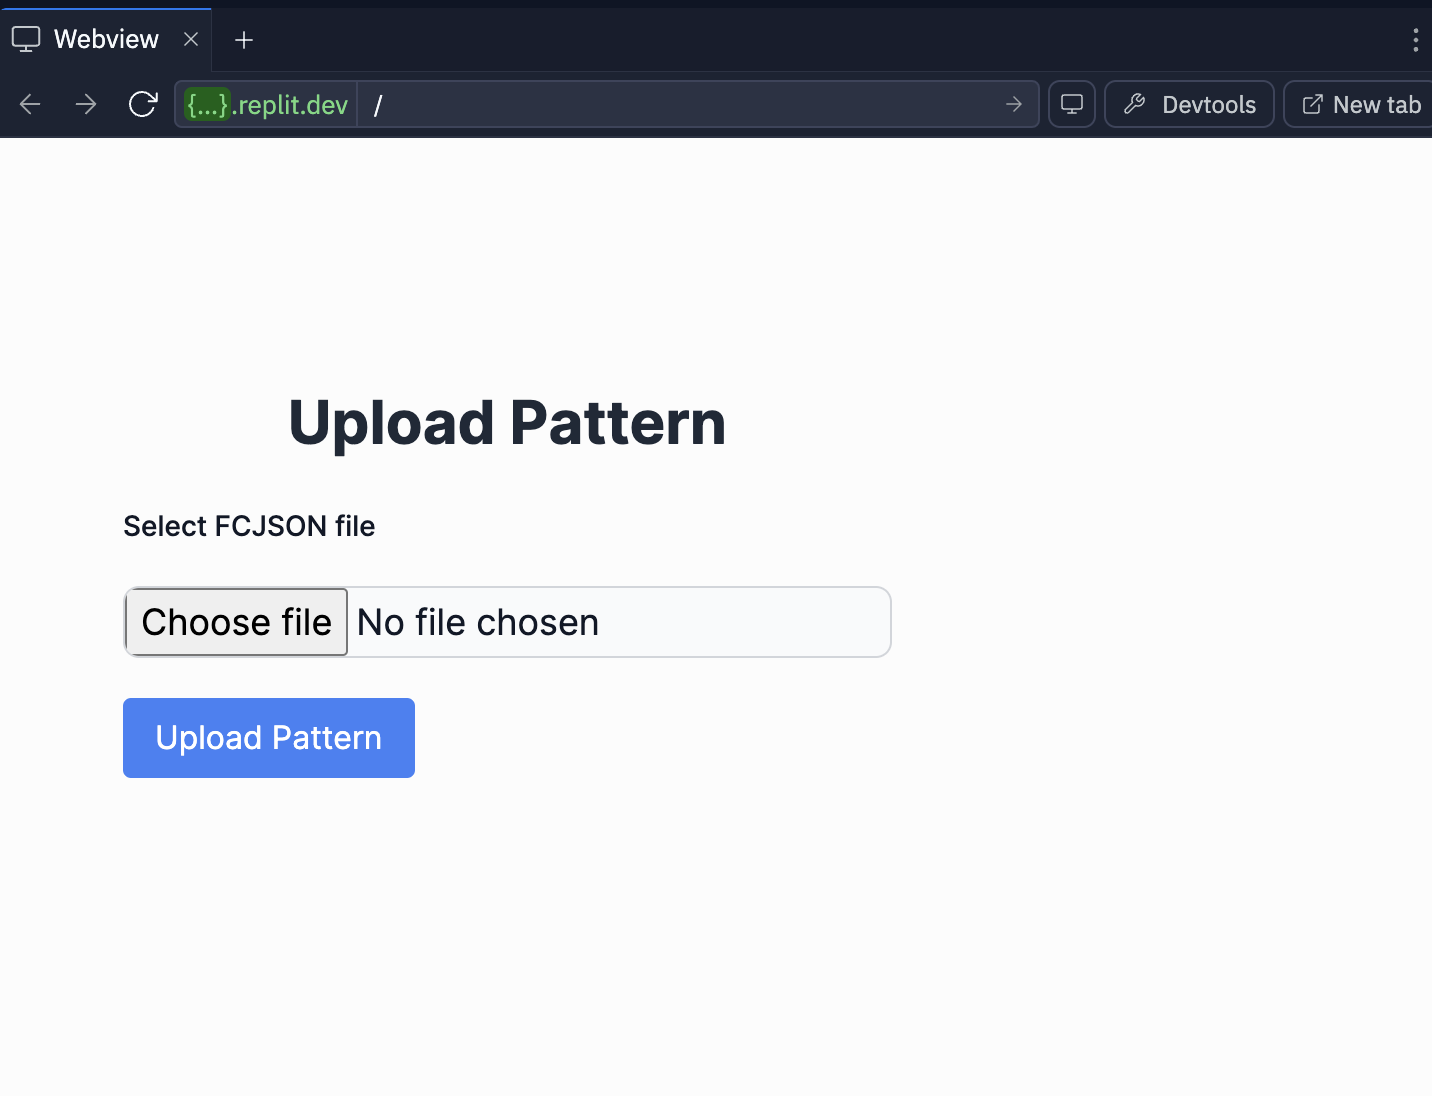 Webview
{...}.replit.dev /
Devtools
New tab
Upload Pattern
Select FCJSON file
Choose file No file chosen
Upload Pattern